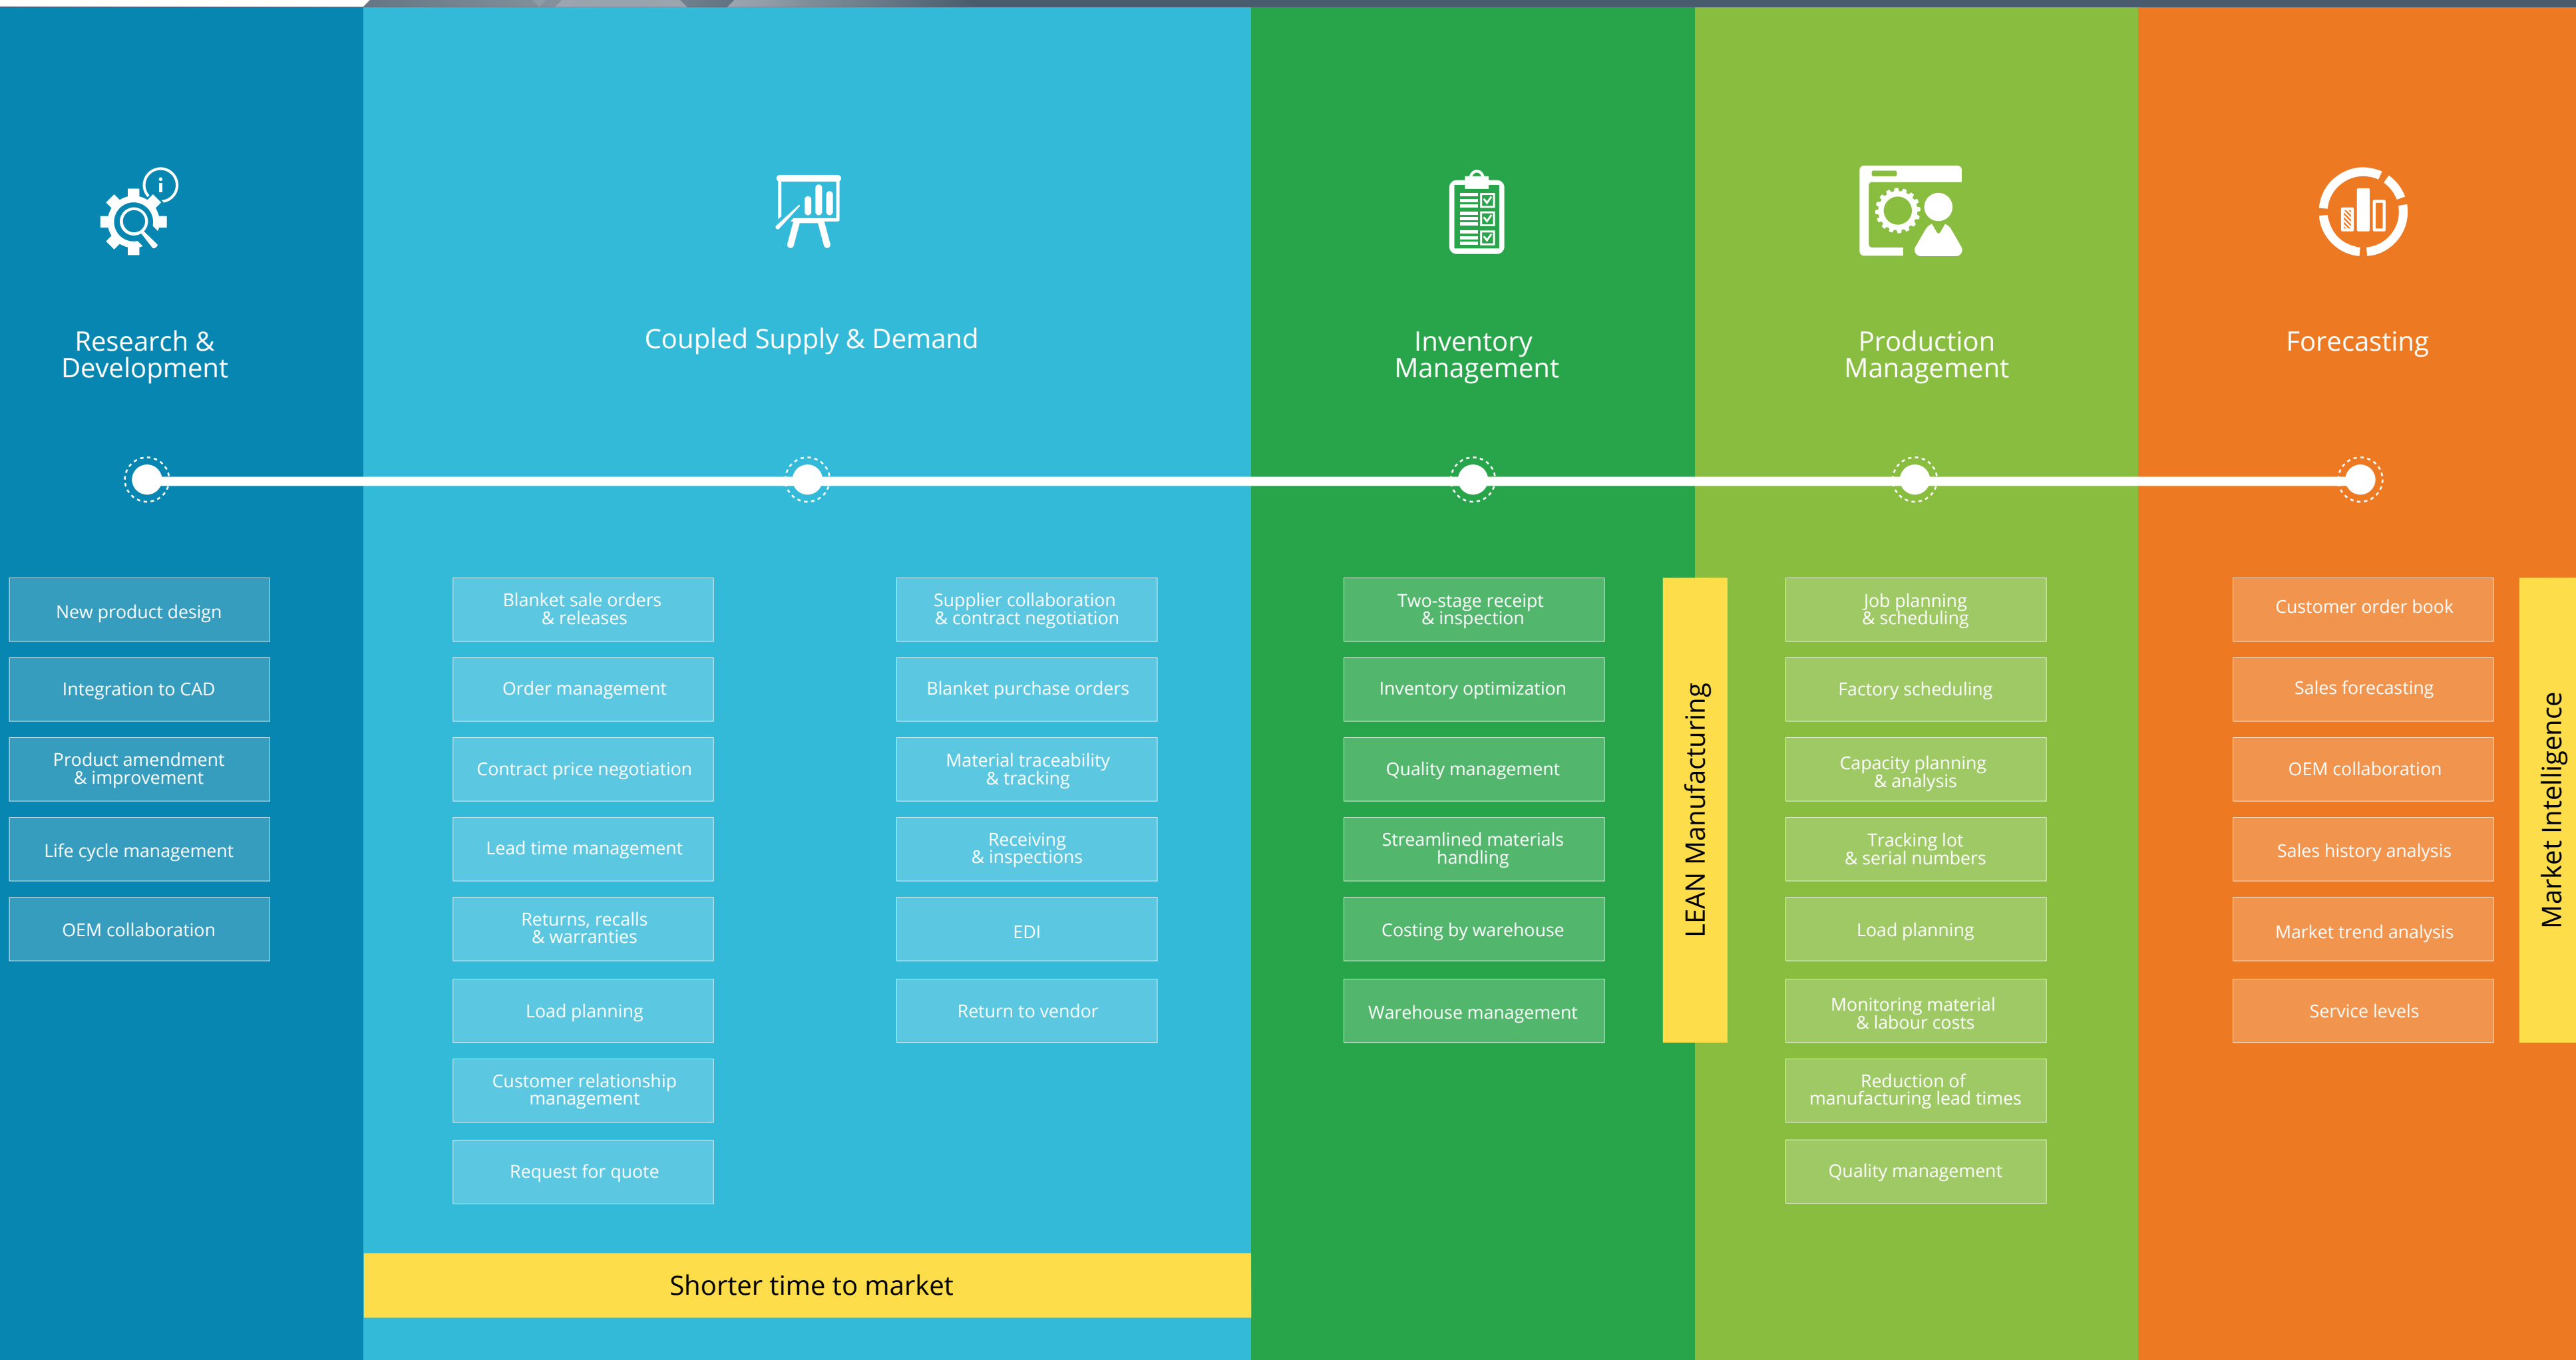 i
Research &
Development
Coupled Supply & Demand
Inventory
Management
Production
Management
Forecasting
New product design
Integration to CAD
Product amendment
& improvement
Life cycle management
OEM collaboration
Blanket sale orders
& releases
Order management
Contract price negotiation
Lead time management
Returns, recalls
& warranties
Load planning
Customer relationship
management
Request for quote
Supplier collaboration
& contract negotiation
Blanket purchase orders
Material traceability
& tracking
Receiving
& inspections
EDI
Return to vendor
Shorter time to market
Two-stage receipt
& inspection
Inventory optimization
Quality management
Streamlined materials
handling
Costing by warehouse
Warehouse management
LEAN Manufacturing
Job planning
& scheduling
Factory scheduling
Capacity planning
& analysis
Tracking lot
& serial numbers
Load planning
Monitoring material
& labour costs
Reduction of
manufacturing lead times
Quality management
Customer order book
Sales forecasting
OEM collaboration
Sales history analysis
Market trend analysis
Service levels
Market Intelligence